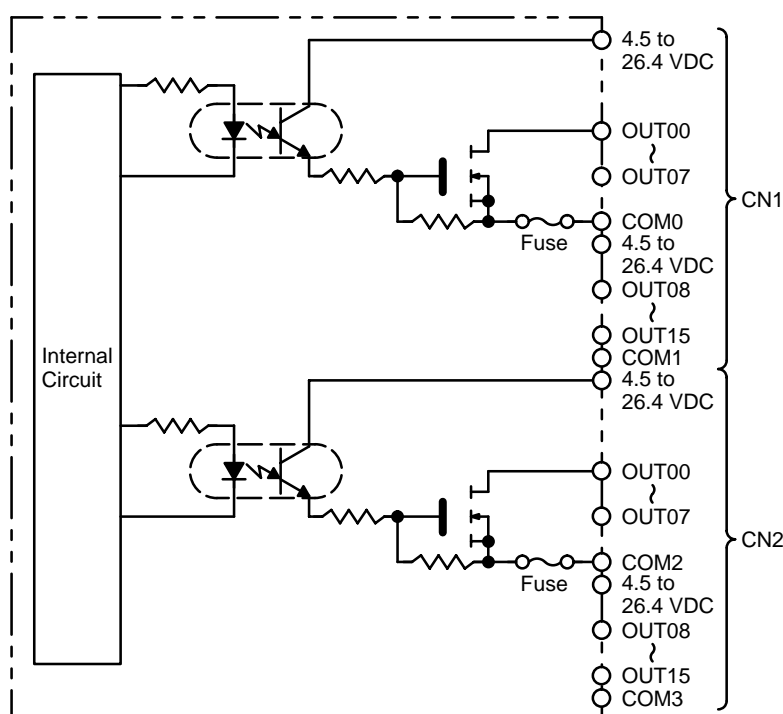 4.5 to
26.4 VDC
OUT00
~
OUT07
COM0
Fuse
4.5 to
26.4 VDC
OUT08
~
OUT15
COM1
CN1
Internal
Circuit
4.5 to
26.4 VDC
OUT00
~
OUT07
COM2
Fuse
4.5 to
26.4 VDC
OUT08
~
OUT15
COM3
CN2